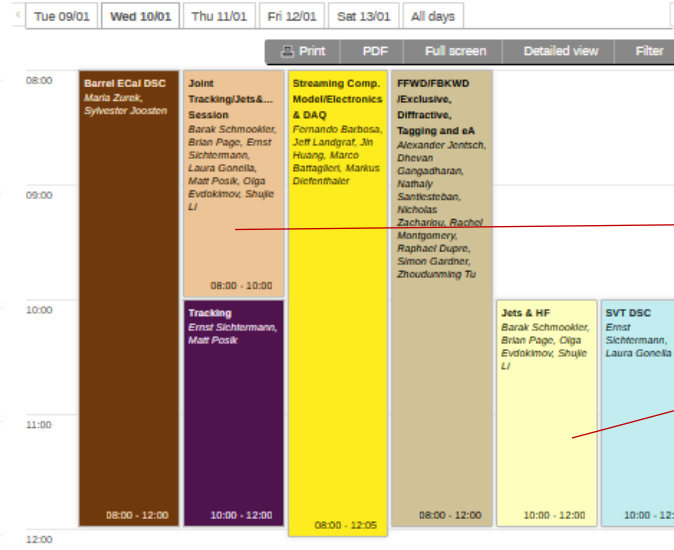 Tue 09/01
Wed 10/01
Thu 11/01
Fri 12/01
Sat 13/01
All days
Print
PDF
Full screen
Detailed view
Filter
08:00
09:00
10:00
11:00
12:00
Barrel ECal DSC
Maria Zurek,
Sylvester Joosten
08:00 - 12:00
Joint
Tracking/Jets&...
Session
Barak Schmookler,
Brian Page, Ernst
Sichtermann,
Laura Gonella,
Matt Posik, Olga
Evdokimov, Shujie
Li
08:00 - 10:00
Tracking
Ernst Sichtermann,
Matt Posik
10:00 - 12:00
Streaming Comp.
Model/Electronics
& DAQ
Fernando Barbosa,
Jeff Landgraf, Jin
Huang, Marco
Battaglieri, Markus
Diefenthaler
08:00 - 12:05
FFWD/FBKWD
/Exclusive,
Diffractive,
Tagging and eA
Alexander Jentsch,
Dhevan
Gangadharan,
Nathaly
Santiesteban,
Nicholas
Zachariou, Rachel
Montgomery,
Raphael Dupre,
Simon Gardner,
Zhoudunming Tu
08:00 - 12:00
Jets & HF
Barak Schmookler,
Brian Page, Olga
Evdokimov, Shujie
Li
10:00 - 12:00
SVT DSC
Ernst
Sichtermann,
Laura Gonella
10:00 - 12: